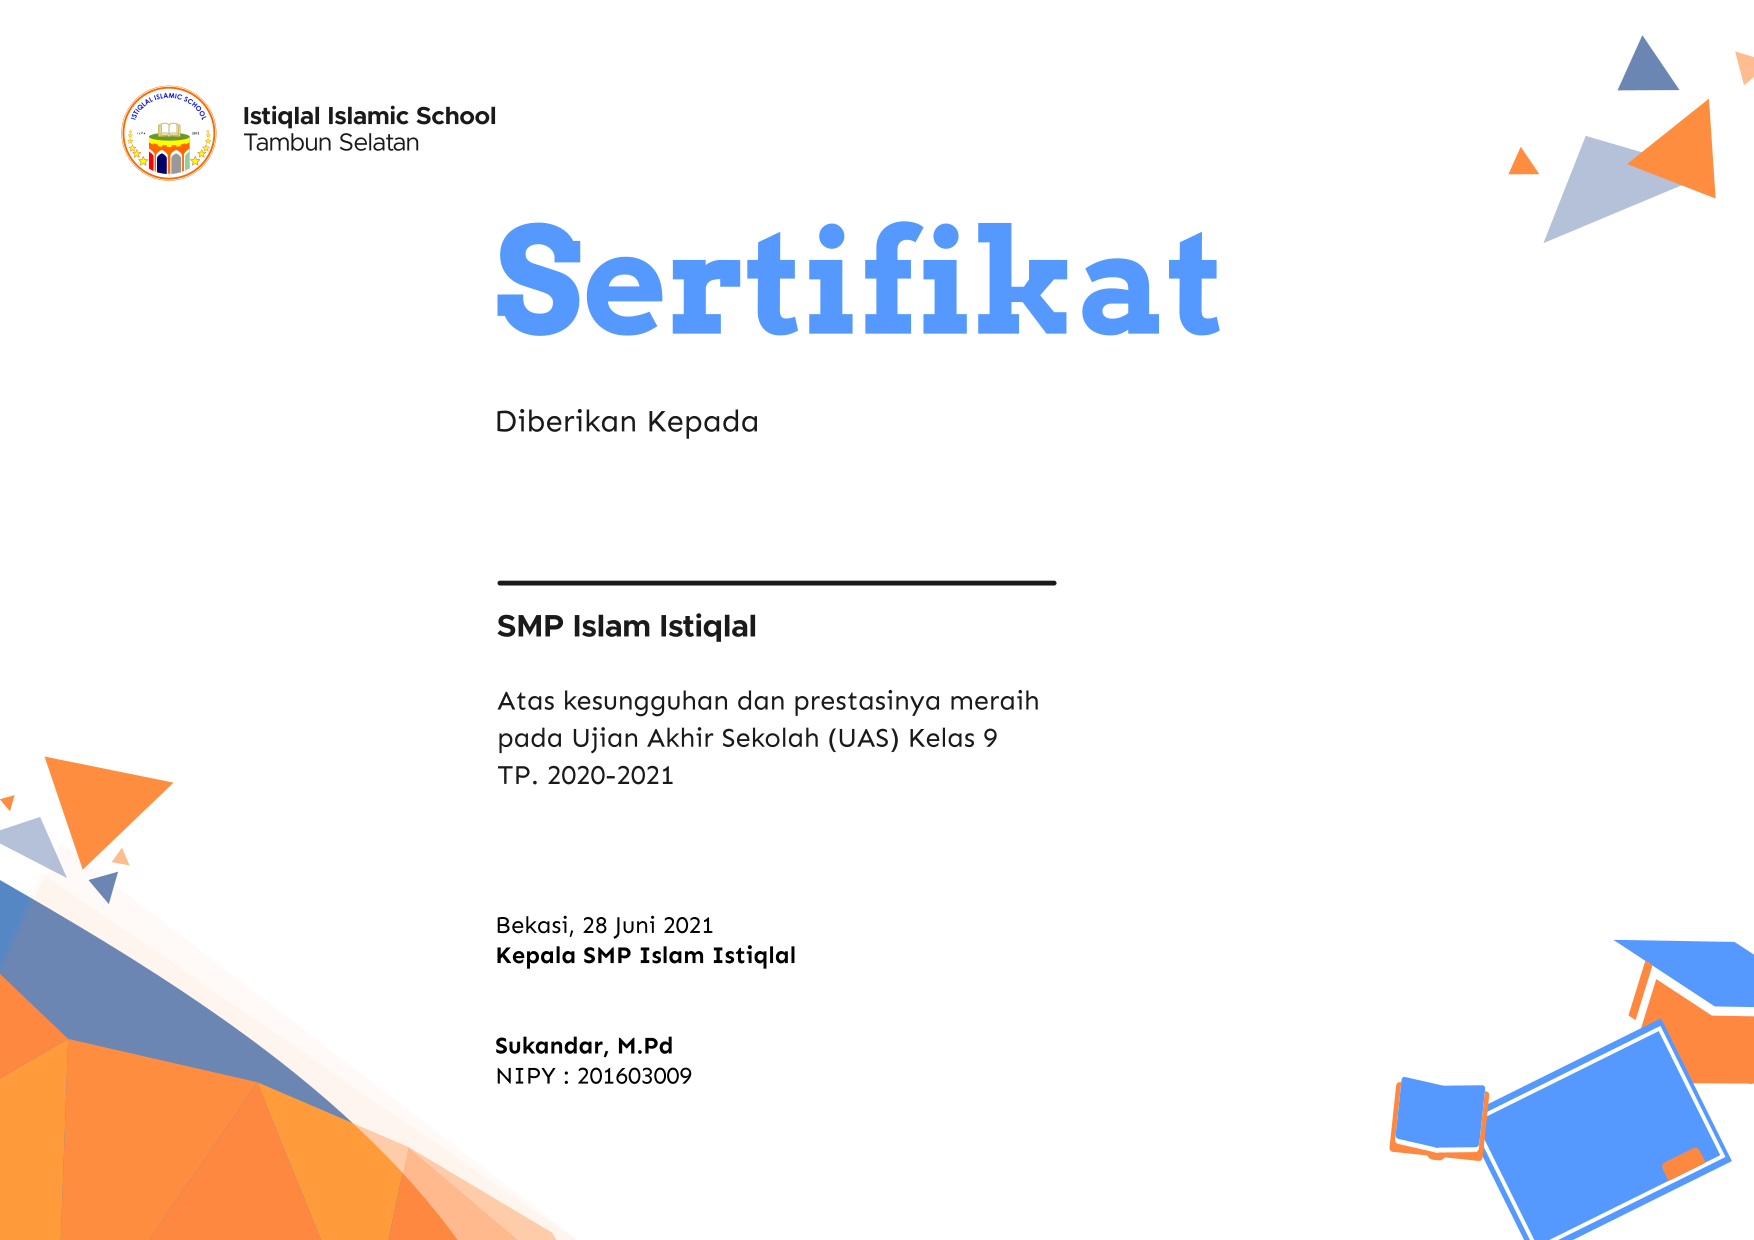 ISTIQLAL ISLAMIC SCHOOL
Istiqlal Islamic School
Tambun Selatan
Sertifikat
Diberikan Kepada
SMP Islam Istiqlal
Atas kesungguhan dan prestasinya meraih
pada Ujian Akhir Sekolah (UAS) Kelas 9
TP. 2020-2021
Bekasi, 28 Juni 2021
Kepala SMP Islam Istiqlal
Sukandar, M.Pd
NIPY : 201603009